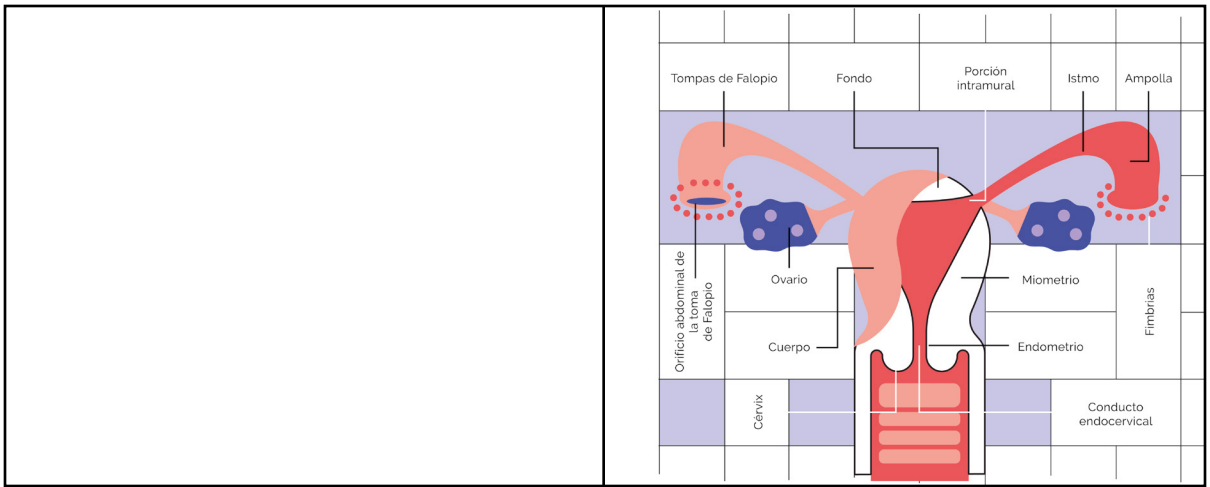 Tompas de Falopio
Fondo
Porción
intramural
Istmo
Ampolla
Orificio abdominal de
la toma
de Falopio
Ovario
Miometrio
Fimbrias
Cuerpo
Endometrio
Cérvix
Conducto
endocervical